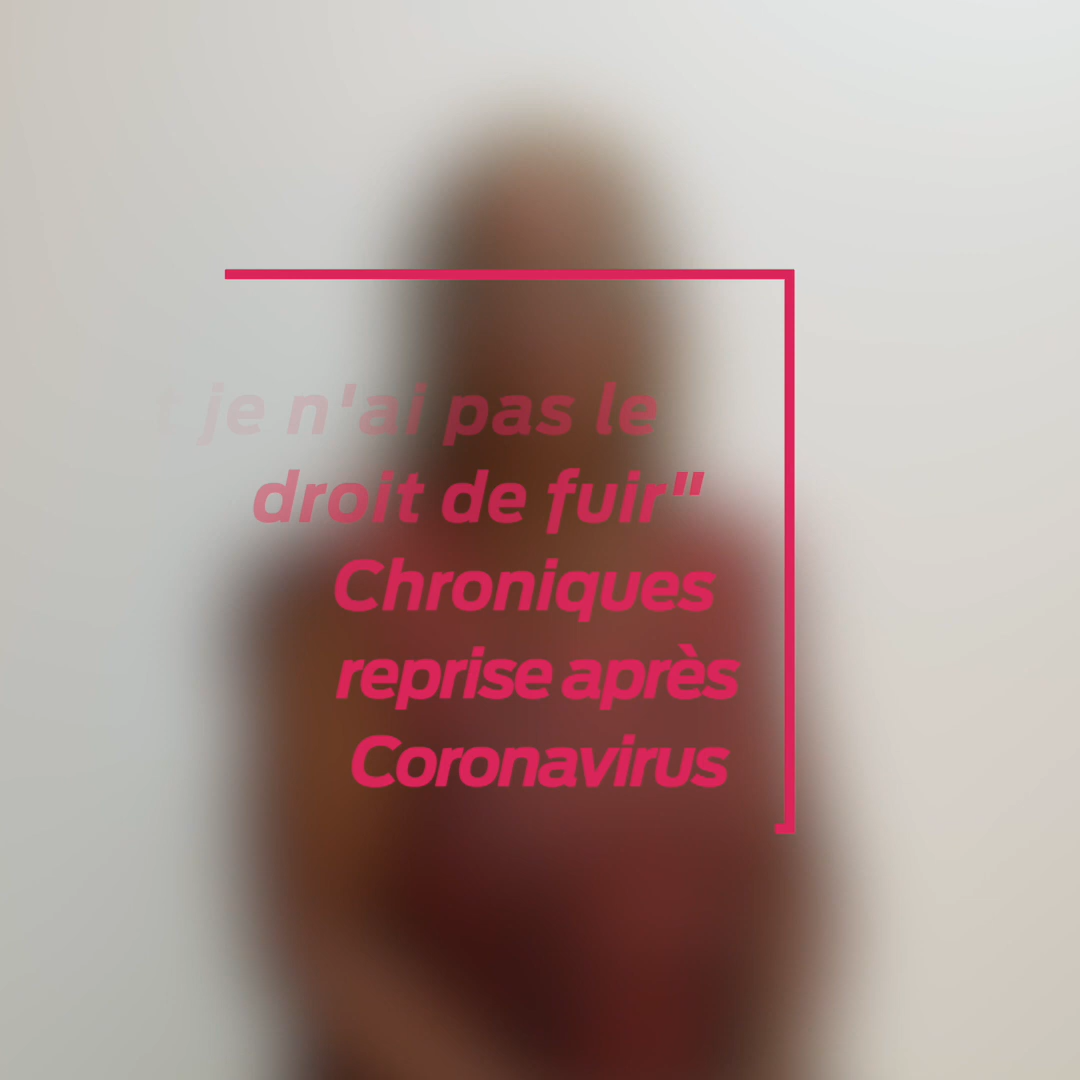 t je n'ai pas le
droit de fuir"
Chroniques
reprise après
Coronavirus